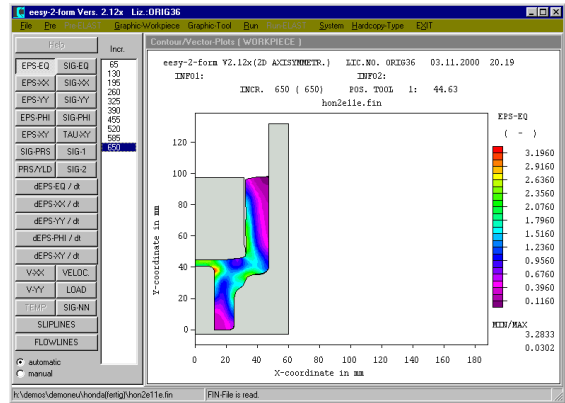 eesy-2-form Vers. 2.12x Liz.:ORIG36
File Pre Graphic-Workpiece Graphic-Tool Run System Hardcopy-Type EXIT
Help
Incr.
Contour/Vector-Plots ( WORKPIECE )
EPS-EQ SIG-EQ
EPS-XX SIG-XX
EPS-YY SIG-YY
EPS-PHI SIG-PHI
EPS-XY TAU-XY
SIG-PRS SIG-1
PRS/YLD SIG-2
dEPS-EQ / dt
dEPS-XX / dt
dEPS-YY / dt
dEPS-PHI / dt
dEPS-XY / dt
V-XX VELOC.
V-YY LOAD
TEMP SIG-NN
SLIPLINES
FLOWLINES
automatic
manual
65
130
195
260
325
390
455
520
585
650
eesy-2-form V2.12x(2D AXISYMMETR.) LIC.NO. ORIG36 03.11.2000 20.19
INFO1: INFO2:
INCR. 650 ( 650) POS. TOOL 1: 44.63
hon2e11e.fin
EPS-EQ
( - )
3.1960
2.9160
2.6360
2.3560
2.0760
1.7960
1.5160
1.2360
0.9560
0.6760
0.3960
0.1160
MIN/MAX
3.2833
0.0302
Y-coordinate in mm
120
100
80
60
40
20
0
0 20 40 60 80 100 120 140 160 180
X-coordinate in mm
h:\demos\demoneu\honda(fertig)\hon2e11e.fin FIN-File is read.